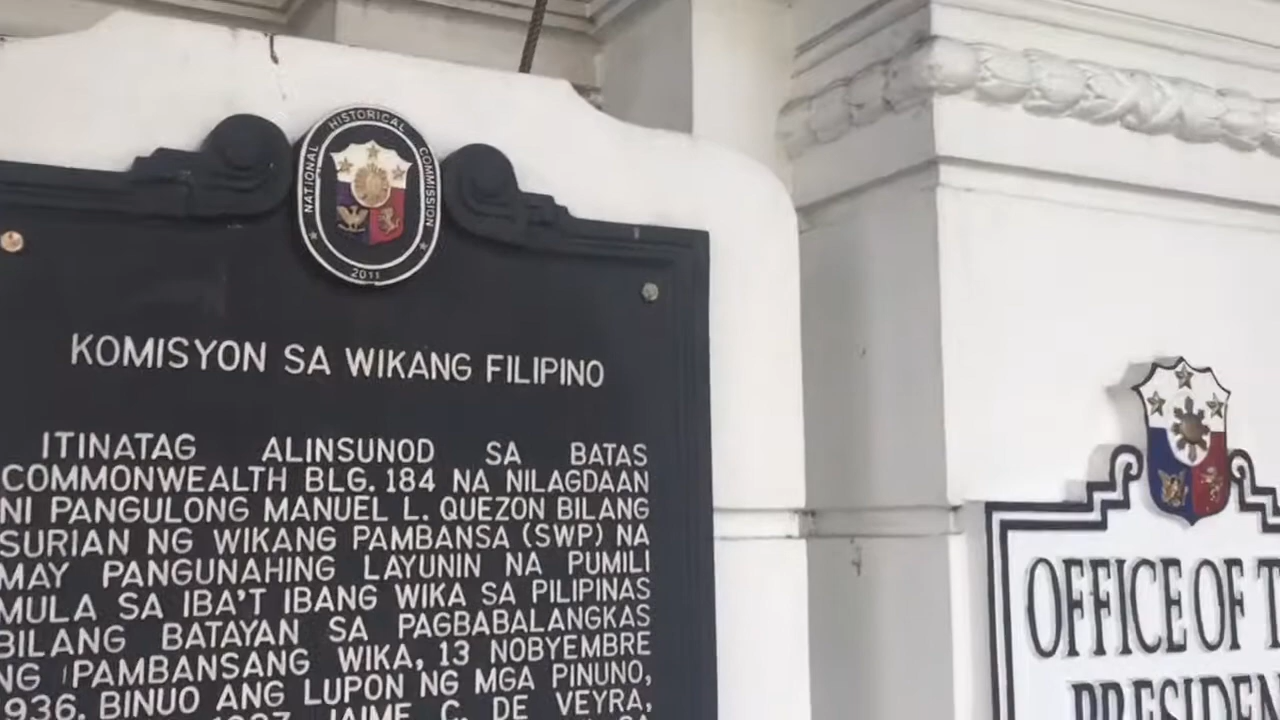 NATIONAL HISTORICAL COMMISSION
2011
KOMISYON SA WIKANG FILIPINO
ITINATAG ALINSUNOD SA BATAS
COMMONWEALTH BLG. 184 NA NILAGDAAN
NI PANGULONG MANUEL L. QUEZON BILANG
SURIAN NG WIKANG PAMBANSA (SWP) NA
MAY PANGUNAHING LAYUNIN NA PUMILI
MULA SA IBA'T IBANG WIKA SA PILIPINAS
BILANG BATAYAN SA PAGBABALANGKAS
NG PAMBANSANG WIKA, 13 NOBYEMBRE
936. BINUO ANG LUPON NG MGA PINUNO,
JAIME C. DE VEYRA,
OFFICE OF T
PRESIDEN